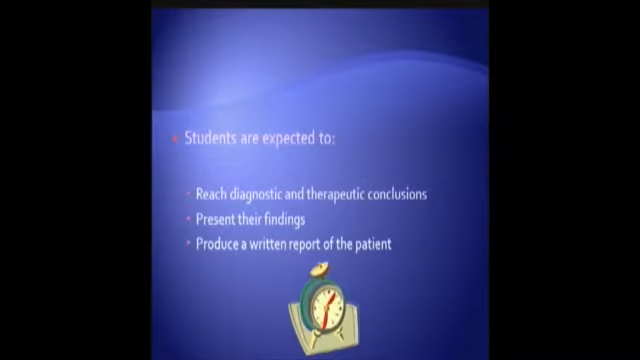 Students are expected to:
Reach diagnostic and therapeutic conclusions
Present their findings
Produce a written report of the patient